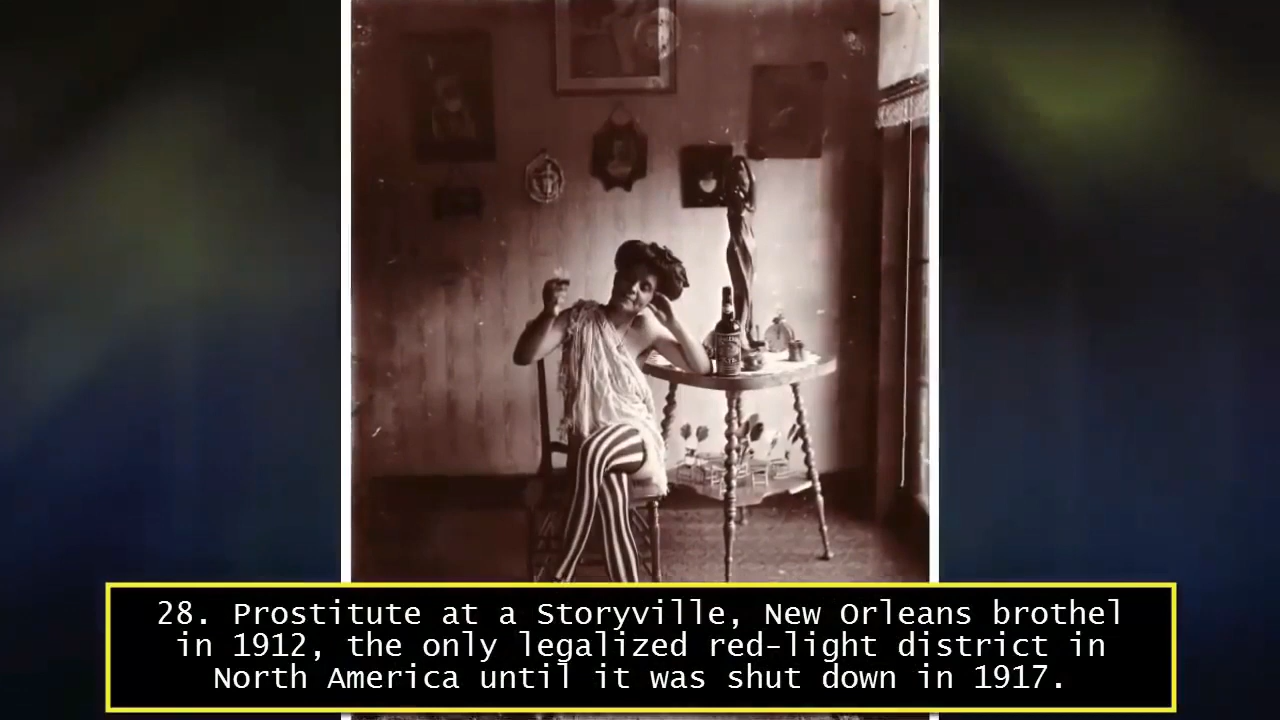 28. Prostitute at a Storyville, New Orleans brothel
in 1912, the only legalized red-light district in
North America until it was shut down in 1917.